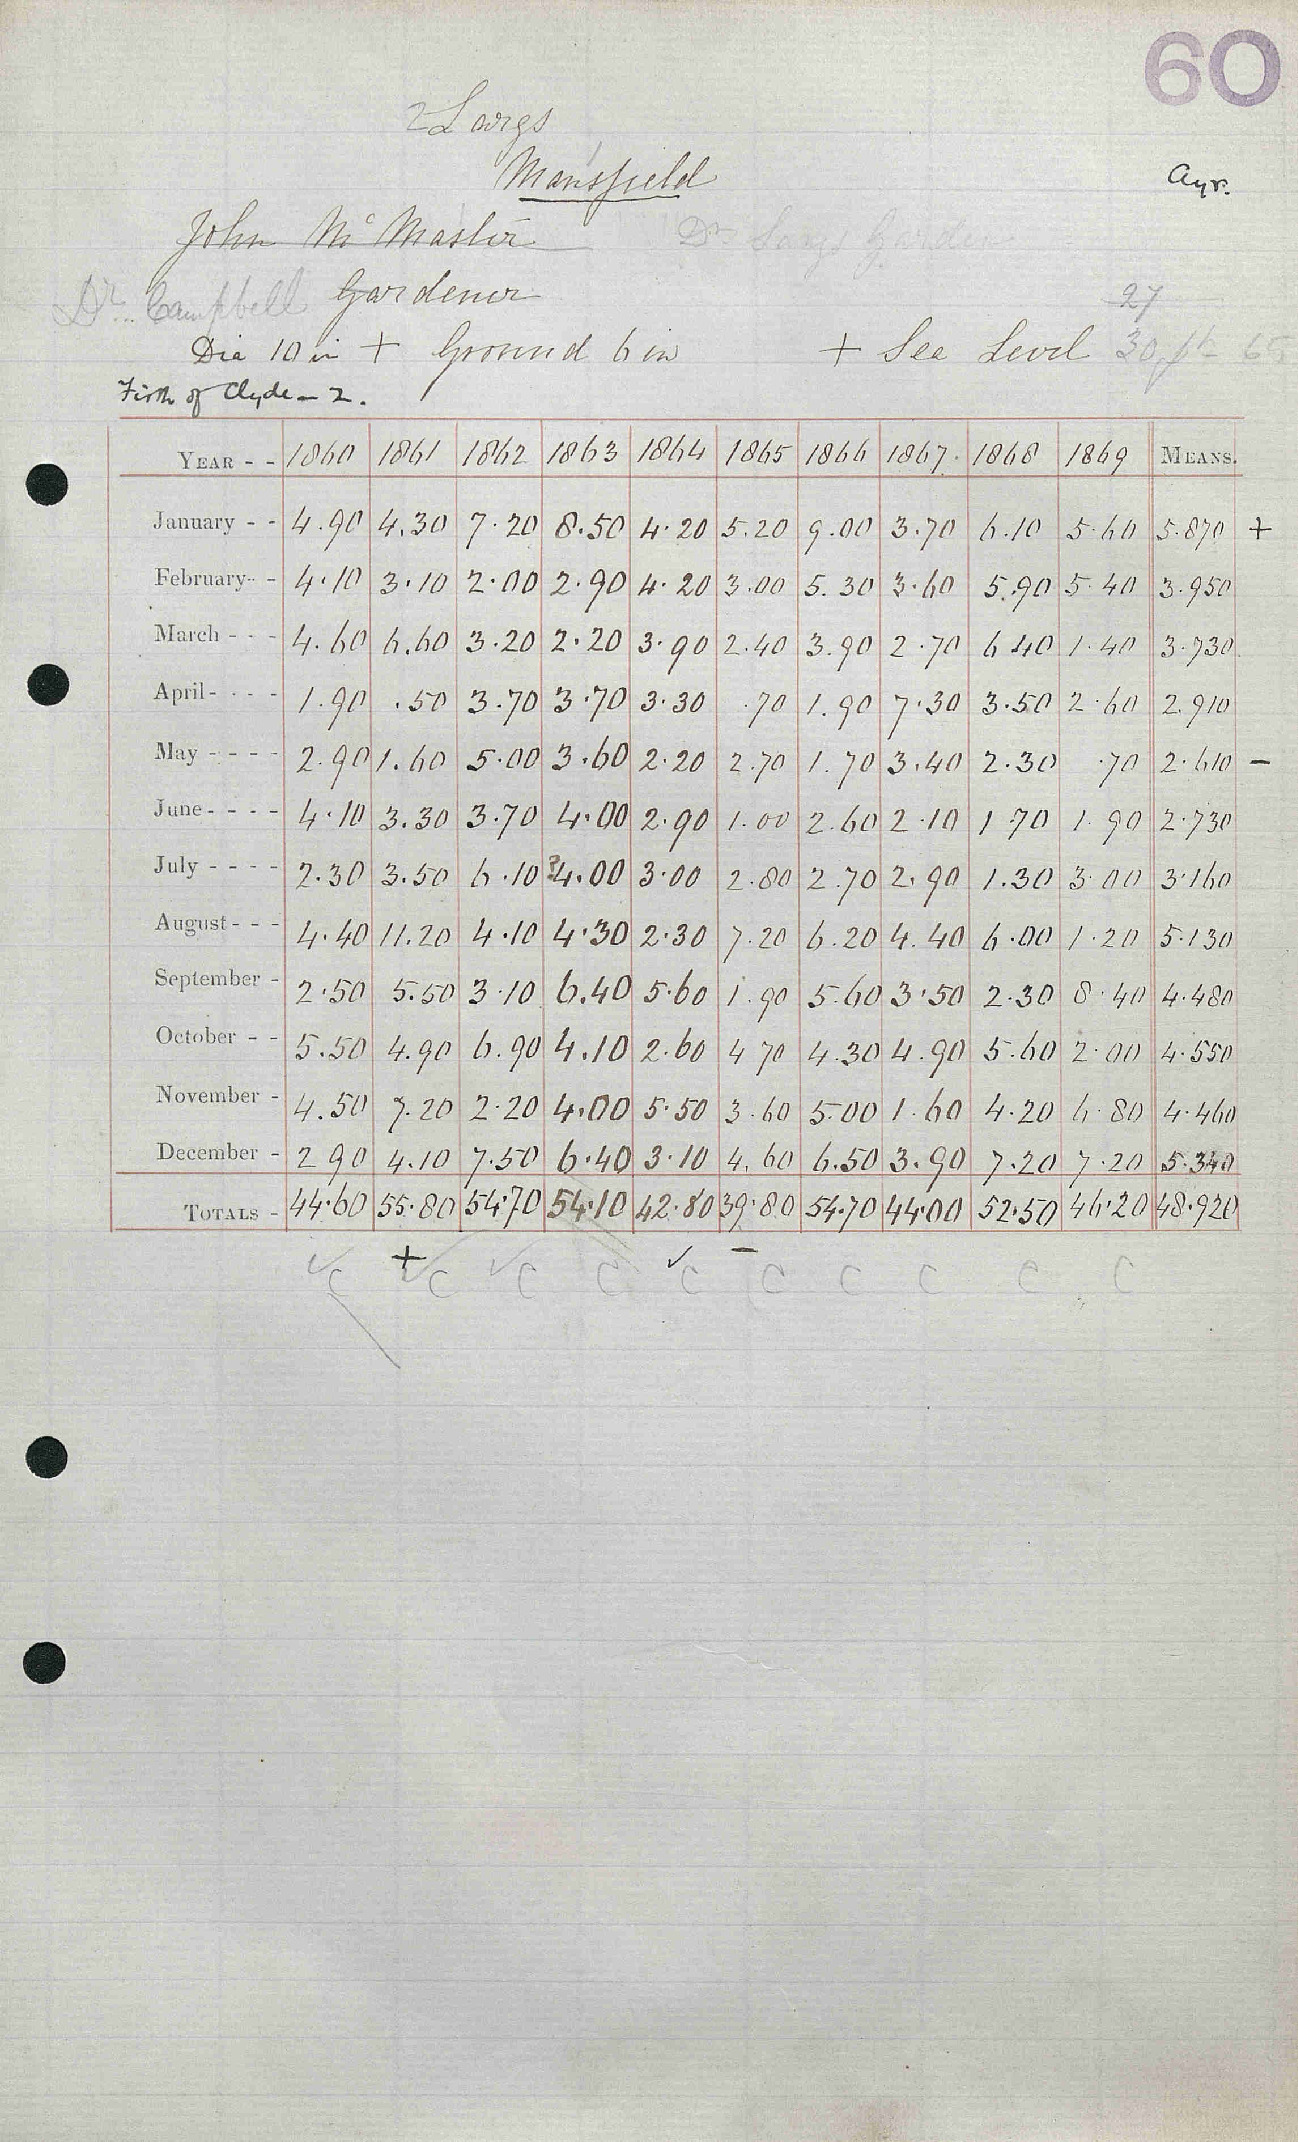 60
Largs
Mansfield
Ayr.
John Mc Master
Dr. Largs Garden
Dr. Campbell Gardener
27
Dia 10 in + Ground 6 in + Sea Level 30 ft 65
Firth of Clyde - 2.
YEAR - - 1860 1861 1862 1863 1864 1865 1866 1867. 1868 1869 MEANS.
January - - 4.90 4.30 7.20 8.50 4.20 5.20 9.00 3.70 6.10 5.60 5.870 +
February - - 4.10 3.10 2.00 2.90 4.20 3.00 5.30 3.60 5.90 5.40 3.950
March - - - 4.60 6.60 3.20 2.20 3.90 2.40 3.90 2.70 6.40 1.40 3.730
April - - - - 1.90 .50 3.70 3.70 3.30 .70 1.90 7.30 3.50 2.60 2.910
May - - - - 2.90 1.60 5.00 3.60 2.20 2.70 1.70 3.40 2.30 .70 2.610 -
June - - - - 4.10 3.30 3.70 4.00 2.90 1.00 2.60 2.10 1 70 1.90 2.730
July - - - - 2.30 3.50 6.10 ?4.00 3.00 2.80 2.70 2.90 1.30 3.00 3.160
August - - - 4.40 11.20 4.10 4.30 2.30 7.20 6.20 4.40 6.00 1.20 5.130
September - 2.50 5.50 3.10 6.40 5.60 1.90 5.60 3.50 2.30 8.40 4.480
October - - 5.50 4.90 6.90 4.10 2.60 4 70 4.30 4.90 5.60 2.00 4.550
November - 4.50 7.20 2.20 4.00 5.50 3.60 5.00 1.60 4.20 6.80 4.460
December - 2 90 4.10 7.50 6.40 3.10 4.60 6.50 3.90 7.20 7.20 5.340
TOTALS - 44.60 55.80 54.70 54.10 42.80 39.80 54.70 44.00 52.50 46.20 48.920
+ -
C C C C C C C C C C